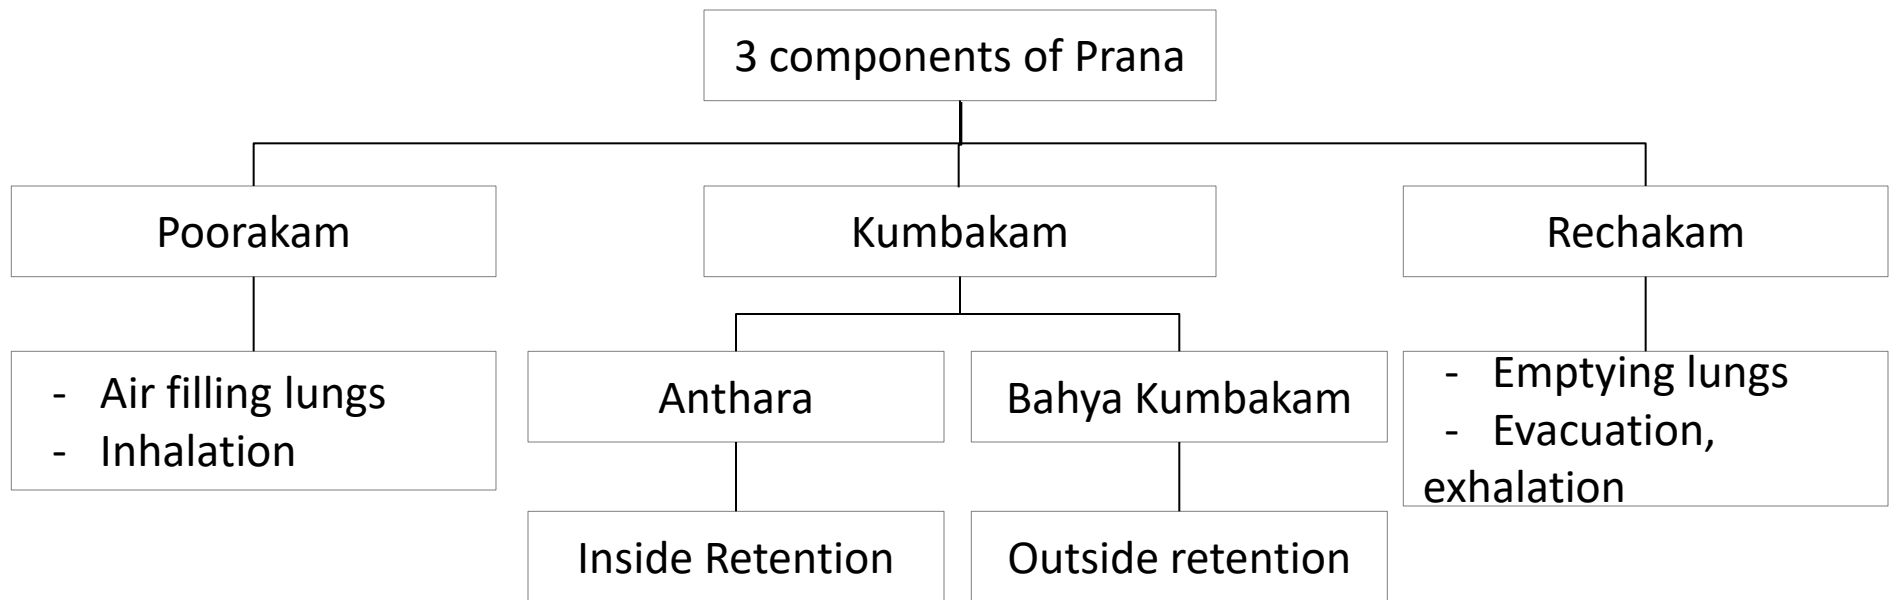 3 components of Prana
Poorakam
Kumbakam
Rechakam
- Air filling lungs
- Inhalation
Anthara
Bahya Kumbakam
- Emptying lungs
- Evacuation,
exhalation
Inside Retention
Outside retention